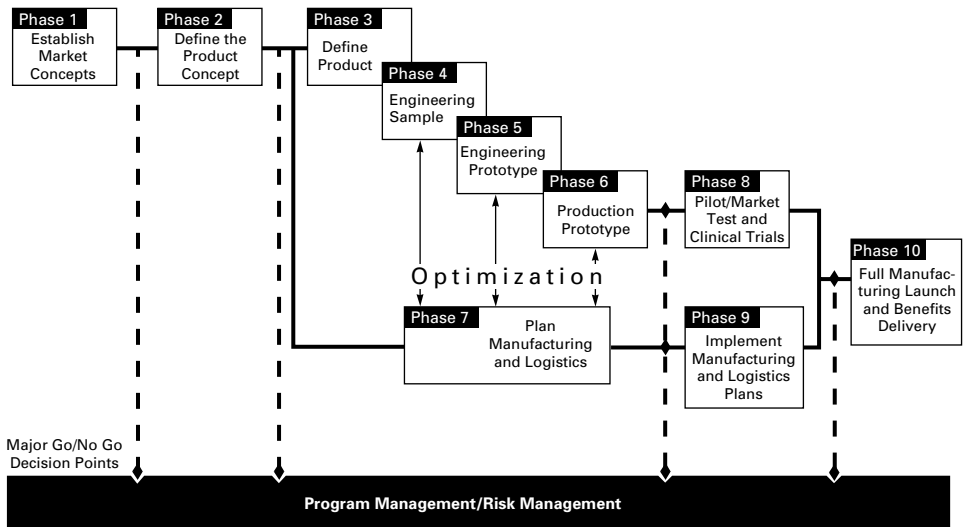 Phase 1
Establish
Market
Concepts
Phase 2
Define the
Product
Concept
Phase 3
Define
Product
Phase 4
Engineering
Sample
Phase 5
Engineering
Prototype
Phase 6
Production
Prototype
Optimization
Phase 7
Plan
Manufacturing
and Logistics
Phase 8
Pilot/Market
Test and
Clinical Trials
Phase 9
Implement
Manufacturing
and Logistics
Plans
Phase 10
Full Manufac-
turing Launch
and Benefits
Delivery
Major Go/No Go
Decision Points
Program Management/Risk Management